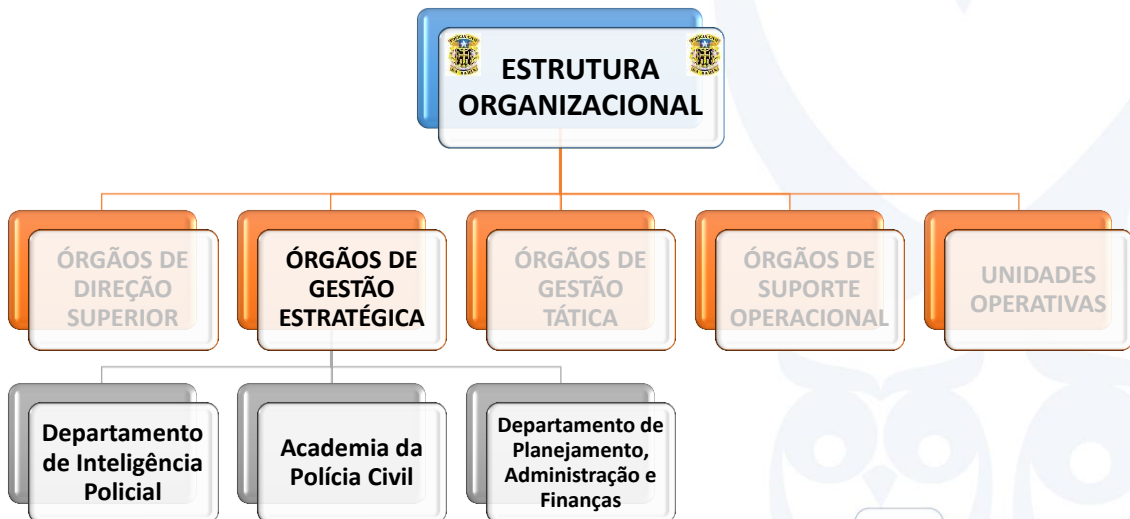 ESTRUTURA
ORGANIZACIONAL
ÓRGÃOS DE
DIREÇÃO
SUPERIOR
ÓRGÃOS DE
GESTÃO
ESTRATÉGICA
ÓRGÃOS DE
GESTÃO
TÁTICA
ÓRGÃOS DE
SUPORTE
OPERACIONAL
UNIDADES
OPERATIVAS
Departamento
de Inteligência
Policial
Academia da
Polícia Civil
Departamento de
Planejamento,
Administração e
Finanças